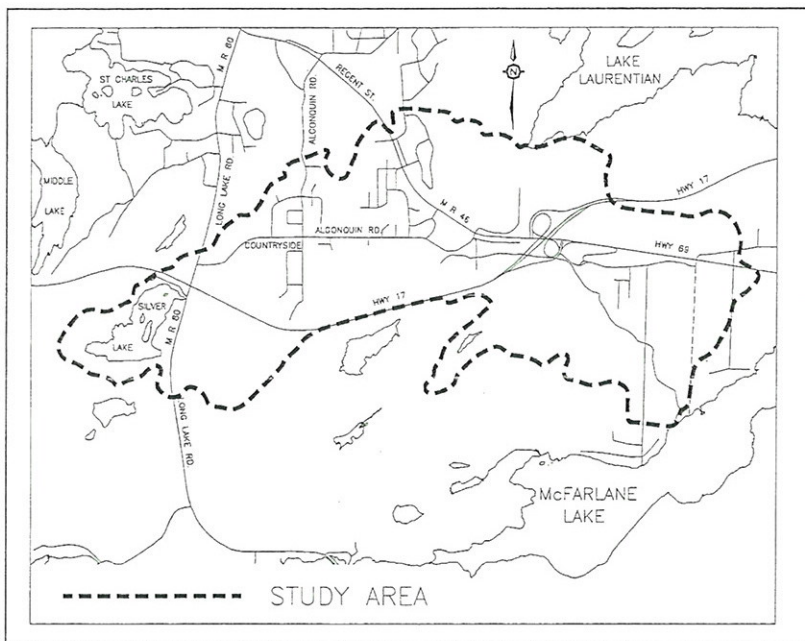 M R 80
REGENT ST.
ALGONQUIN RD.
N
LAKE
LAURENTIAN
ST CHARLES
LAKE
MIDDLE
LAKE
LONG LAKE RD.
M R 46
HWY 17
ALGONQUIN RD.
COUNTRYSIDE
HWY 69
HWY 17
SILVER
LAKE
M R 80
LONG LAKE RD.
McFARLANE
LAKE
STUDY AREA